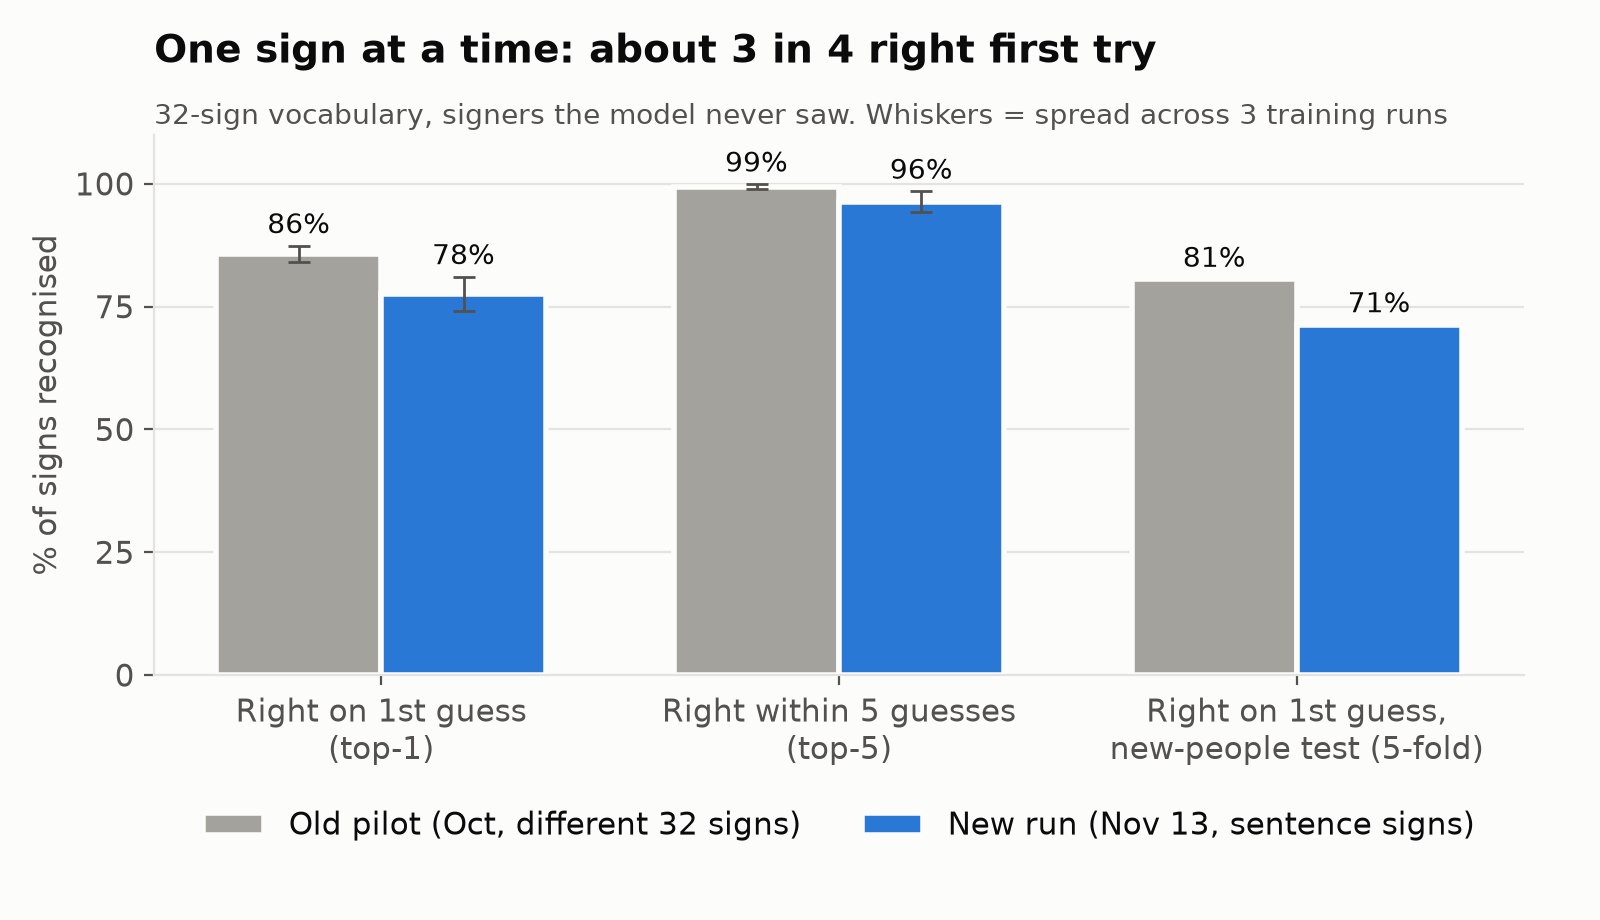 One sign at a time: about 3 in 4 right first try
32-sign vocabulary, signers the model never saw. Whiskers = spread across 3 training runs
% of signs recognised
100
75
50
25
0
86%
78%
99%
96%
81%
71%
Right on 1st guess
(top-1)
Right within 5 guesses
(top-5)
Right on 1st guess,
new-people test (5-fold)
Old pilot (Oct, different 32 signs)
New run (Nov 13, sentence signs)